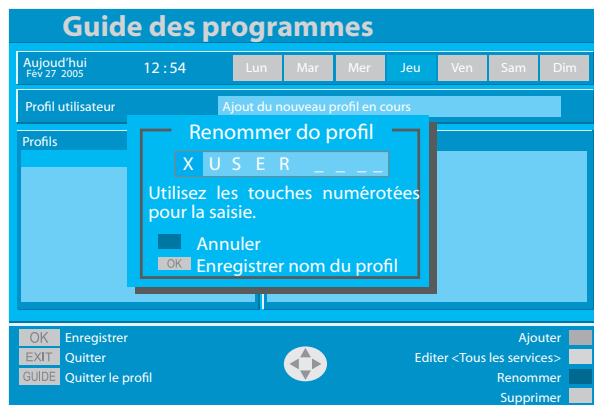 Guide des programmes
Aujoud'hui
Fév 27 2005
12 : 54
Lun Mar Mer Jeu Ven Sam Dim
Profil utilisateur
Ajout du nouveau profil en cours
Profils
Renommer do profil
X U S E R _ _ _ _
Utilisez les touches numérotées
pour la saisie.
Annuler
OK Enregistrer nom du profil
OK Enregistrer
EXIT Quitter
GUIDE Quitter le profil
Ajouter
Editer <Tous les services>
Renommer
Supprimer